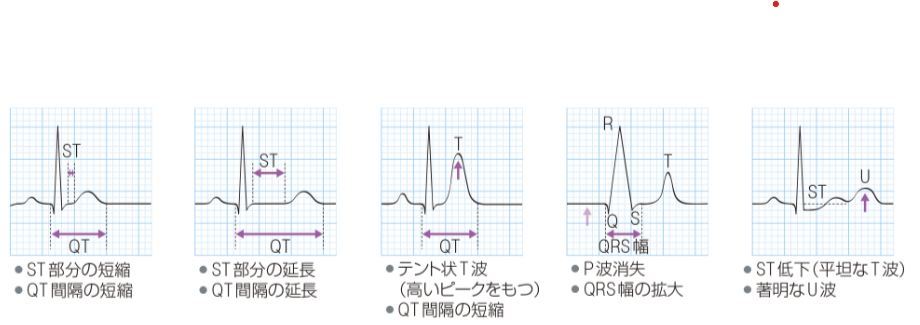 ST
QT
● ST部分の短縮
● QT間隔の短縮
ST
QT
● ST部分の延長
● QT間隔の延長
T
QT
● テント状T波
(高いピークをもつ)
● QT間隔の短縮
R
T
Q S
QRS幅
● P波消失
● QRS幅の拡大
ST
U
● ST低下(平坦なT波)
● 著明なU波